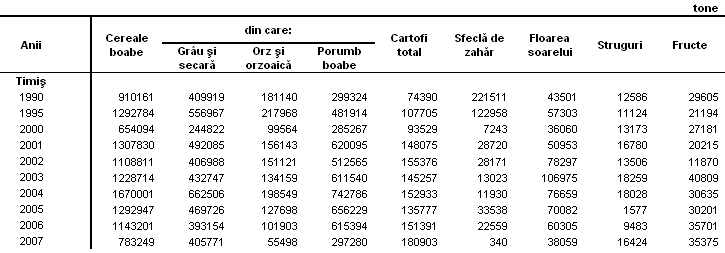 tone
Anii Cereale boabe din care: Cartofi total Sfeclă de zahăr Floarea soarelui Struguri Fructe
Grâu şi secară Orz şi orzoaică Porumb boabe
Timiş
1990 910161 409919 181140 299324 74390 221511 43501 12586 29605
1995 1292784 556967 217968 481914 107705 122958 57303 11124 21194
2000 654094 244822 99564 285267 93529 7243 36060 13173 27181
2001 1307830 492085 156143 620095 148075 28720 50953 16780 20215
2002 1108811 406988 151121 512565 155376 28171 78297 13506 11870
2003 1228714 432747 134159 611540 145257 13023 106975 18259 40809
2004 1670001 662506 198549 742786 152933 11930 76659 18028 30635
2005 1292947 469726 127698 656229 135777 33538 70082 1577 30201
2006 1143201 393154 101903 615394 151391 22559 60305 9483 35701
2007 783249 405771 55498 297280 180903 340 38059 16424 35375